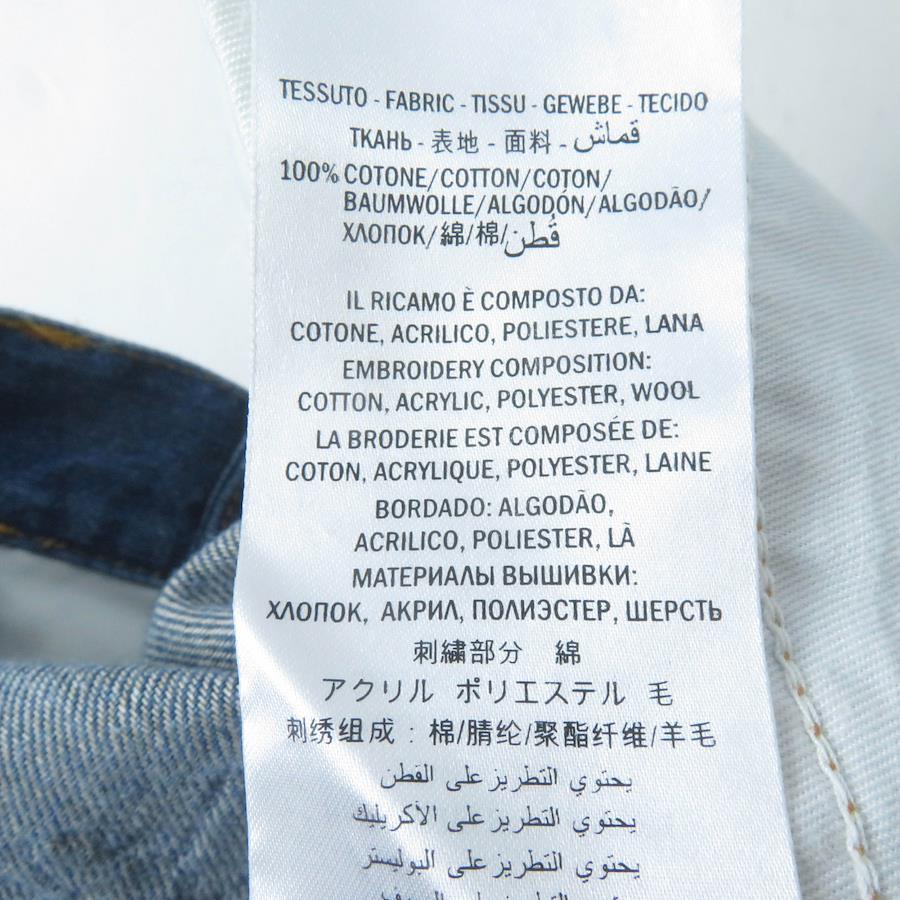 TESSUTO - FABRIC - TISSU - GEWEBE - TECIDO
ТКАНЬ - 表地 - 面料 - قماش
100% COTONE/COTTON/COTON/
BAUMWOLLE/ALGODÓN/ALGODÃO/
ХЛОПОК/綿/棉/قُطن
IL RICAMO È COMPOSTO DA:
COTONE, ACRILICO, POLIESTERE, LANA
EMBROIDERY COMPOSITION:
COTTON, ACRYLIC, POLYESTER, WOOL
LA BRODERIE EST COMPOSÉE DE:
COTON, ACRYLIQUE, POLYESTER, LAINE
BORDADO: ALGODÃO,
ACRILICO, POLIESTER, LÀ
МАТЕРИАЛЫ ВЫШИВКИ:
ХЛОПОК, АКРИЛ, ПОЛИЭСТЕР, ШЕРСТЬ
刺繍部分 綿
アクリル ポリエステル 毛
刺绣组成：棉/腈纶/聚酯纤维/羊毛
يحتوي التطريز على القطن
يحتوي التطريز على الأكريليك
يحتوي التطريز على البوليستر
التطريز على